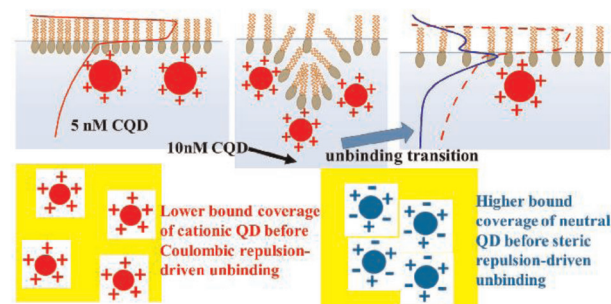 5 nM CQD
10nM CQD
unbinding transition
Lower bound coverage
of cationic QD before
Coulombic repulsion-
driven unbinding
Higher bound
coverage of neutral
QD before steric
repulsion-driven
unbinding